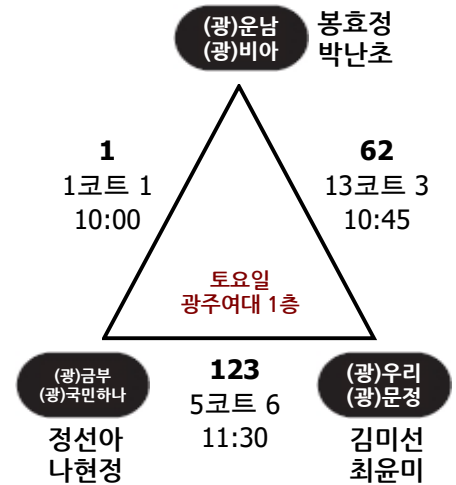 (광)운남
(광)비아
봉효정
박난초
1
1코트 1
10:00
62
13코트 3
10:45
토요일
광주여대 1층
(광)금부
(광)국민하나
정선아
나현정
123
5코트 6
11:30
(광)우리
(광)문정
김미선
최윤미